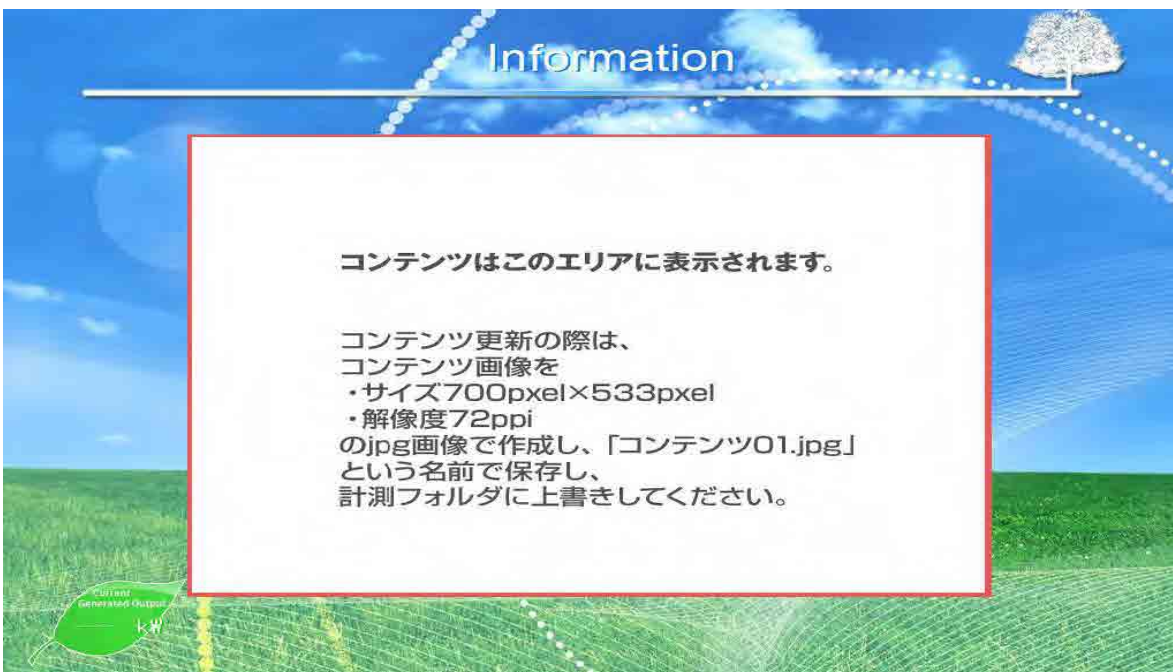 Information
コンテンツはこのエリアに表示されます。
コンテンツ更新の際は、
コンテンツ画像を
・サイズ700pxel×533pxel
・解像度72ppi
のjpg画像で作成し、「コンテンツ01.jpg」
という名前で保存し、
計測フォルダに上書きしてください。
Current
Generated Output
kW